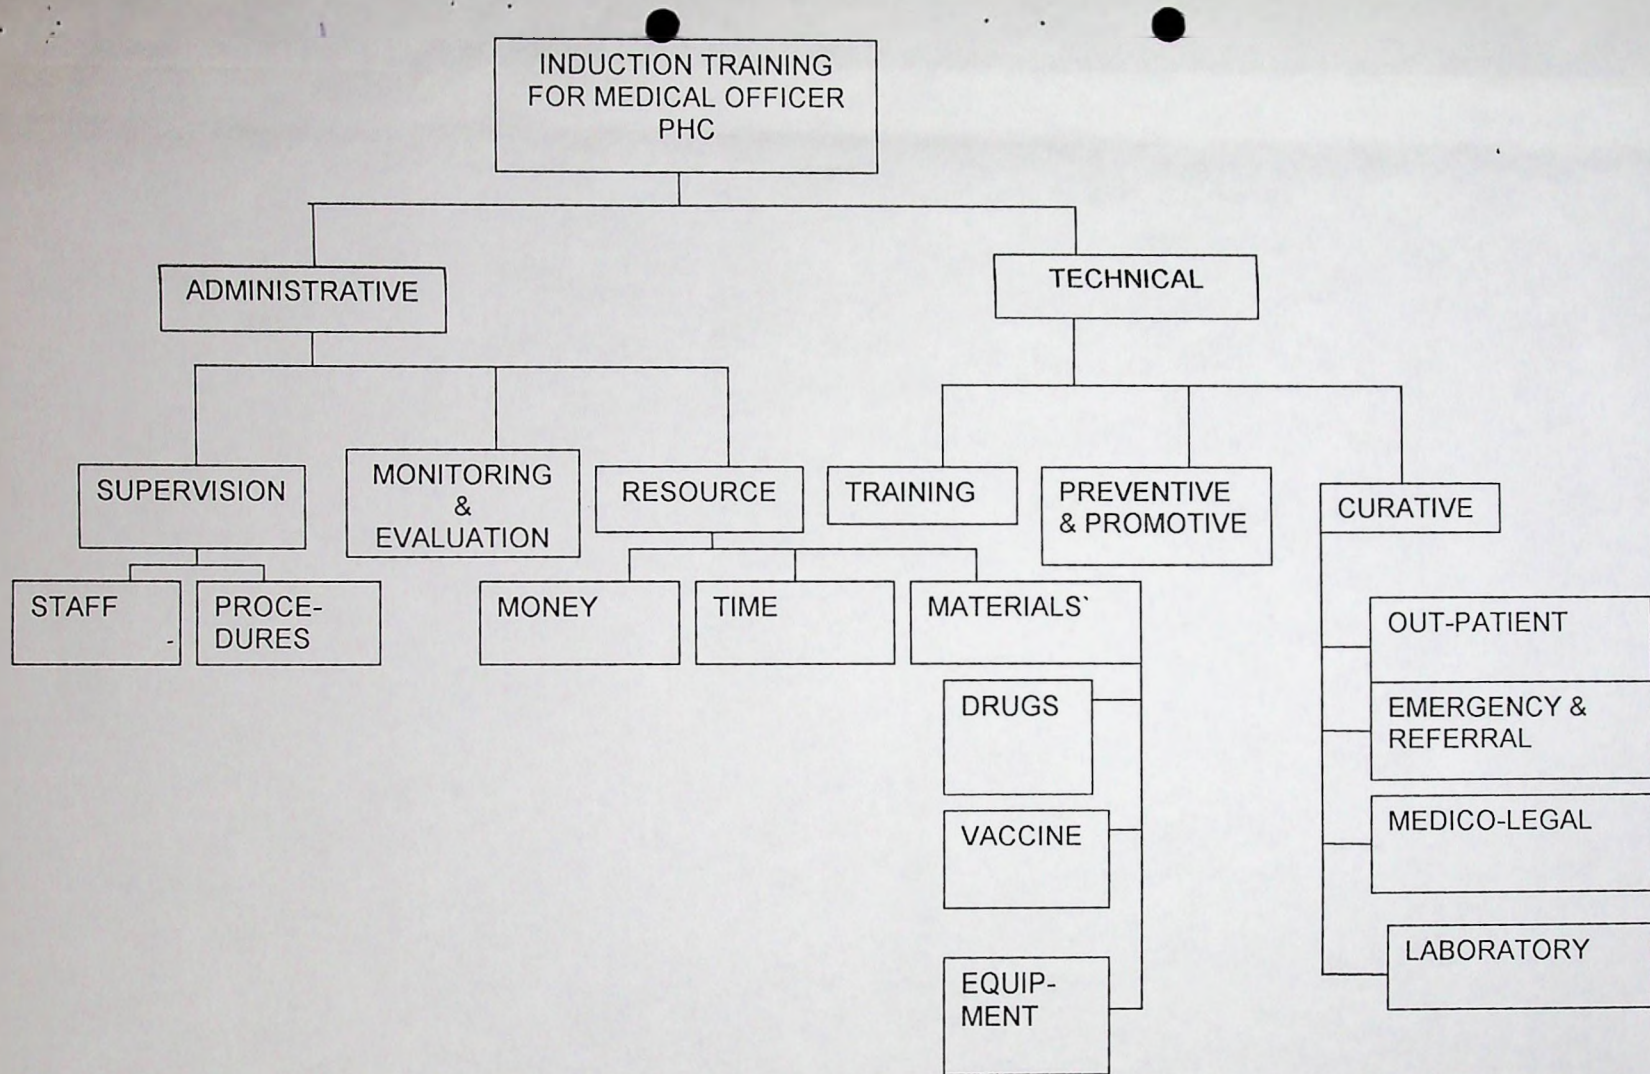 INDUCTION TRAINING
FOR MEDICAL OFFICER
PHC
ADMINISTRATIVE
TECHNICAL
SUPERVISION
MONITORING
&
EVALUATION
RESOURCE
TRAINING
PREVENTIVE
& PROMOTIVE
CURATIVE
STAFF
PROCE-
DURES
MONEY
TIME
MATERIALS`
OUT-PATIENT
EMERGENCY &
REFERRAL
MEDICO-LEGAL
LABORATORY
DRUGS
VACCINE
EQUIP-
MENT